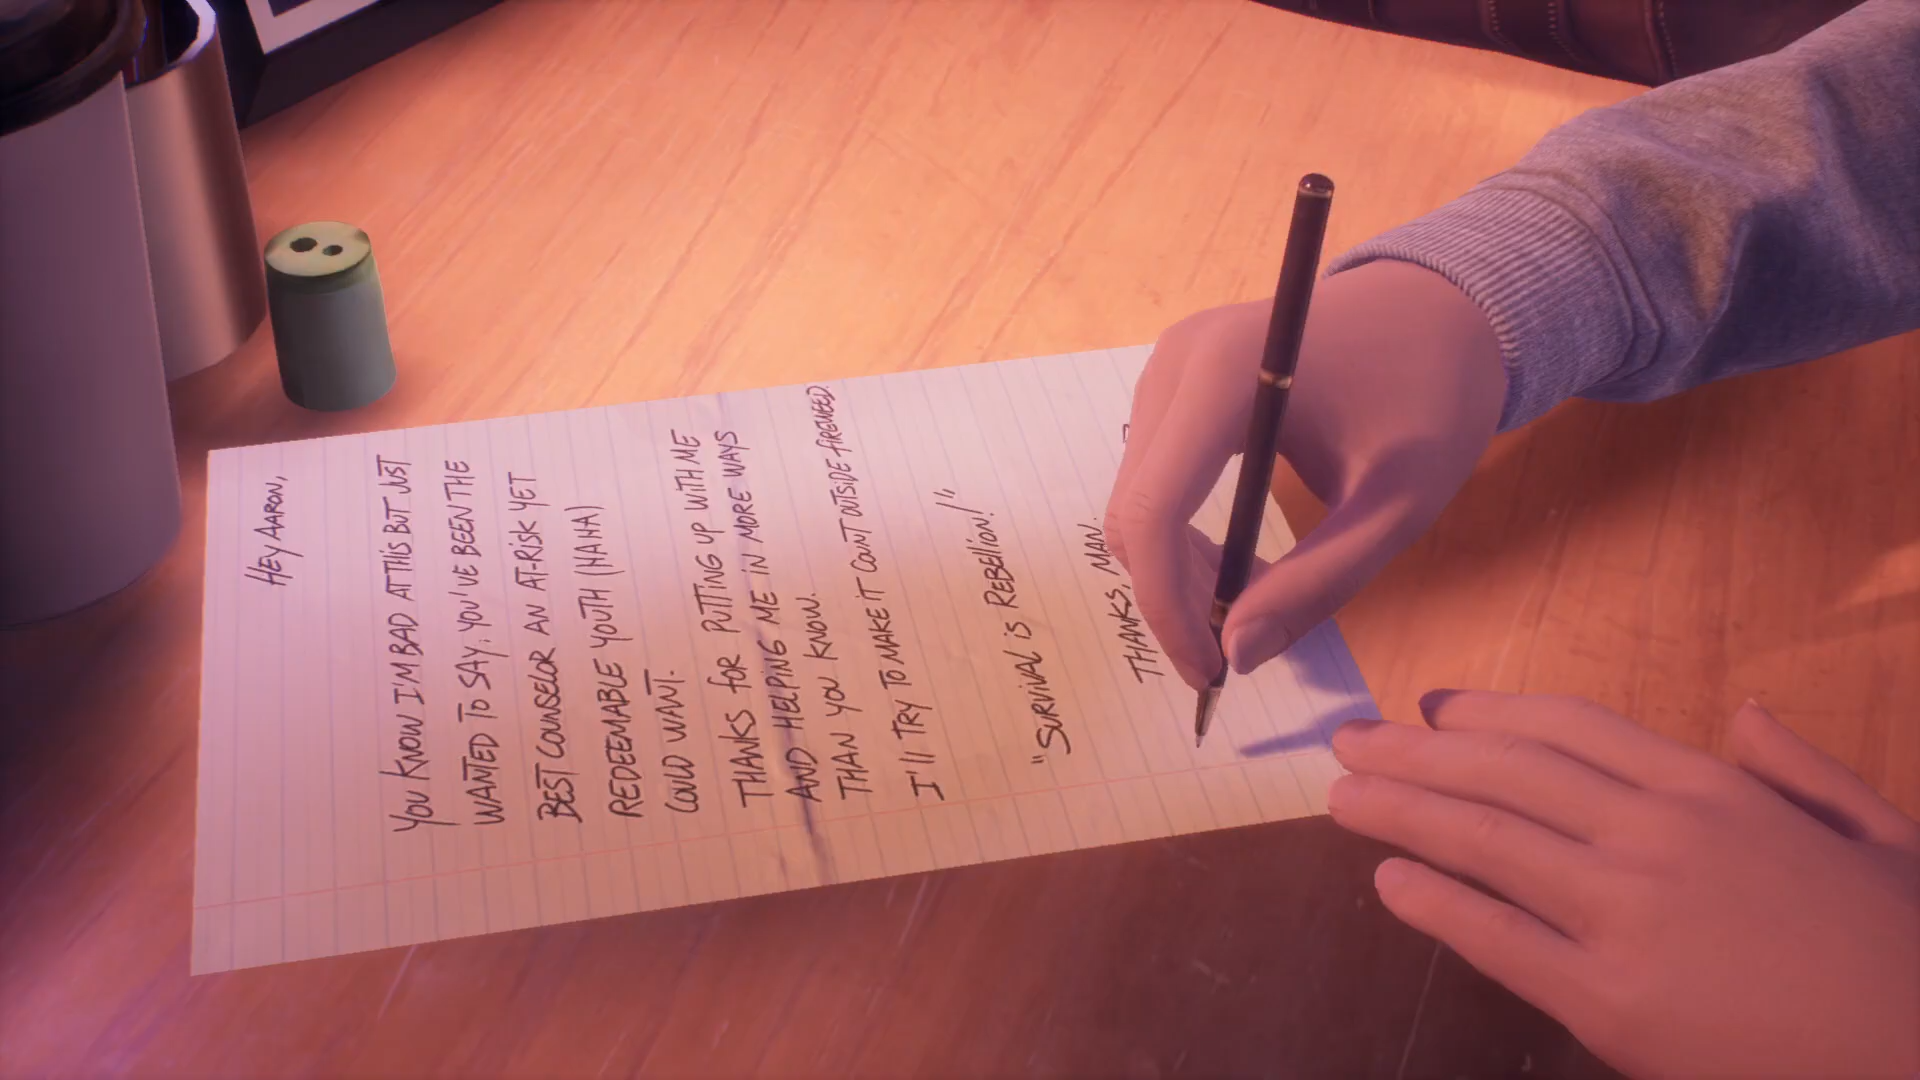 Hey Aaron,
You know I'm bad at this but just
wanted to say, you've been the
best counselor an at-risk yet
redeemable youth (haha)
could want.
Thanks for putting up with me
and helping me in more ways
than you know.
I'll try to make it count outside Fireweed.
"Survival is Rebellion!"
Thanks, man.